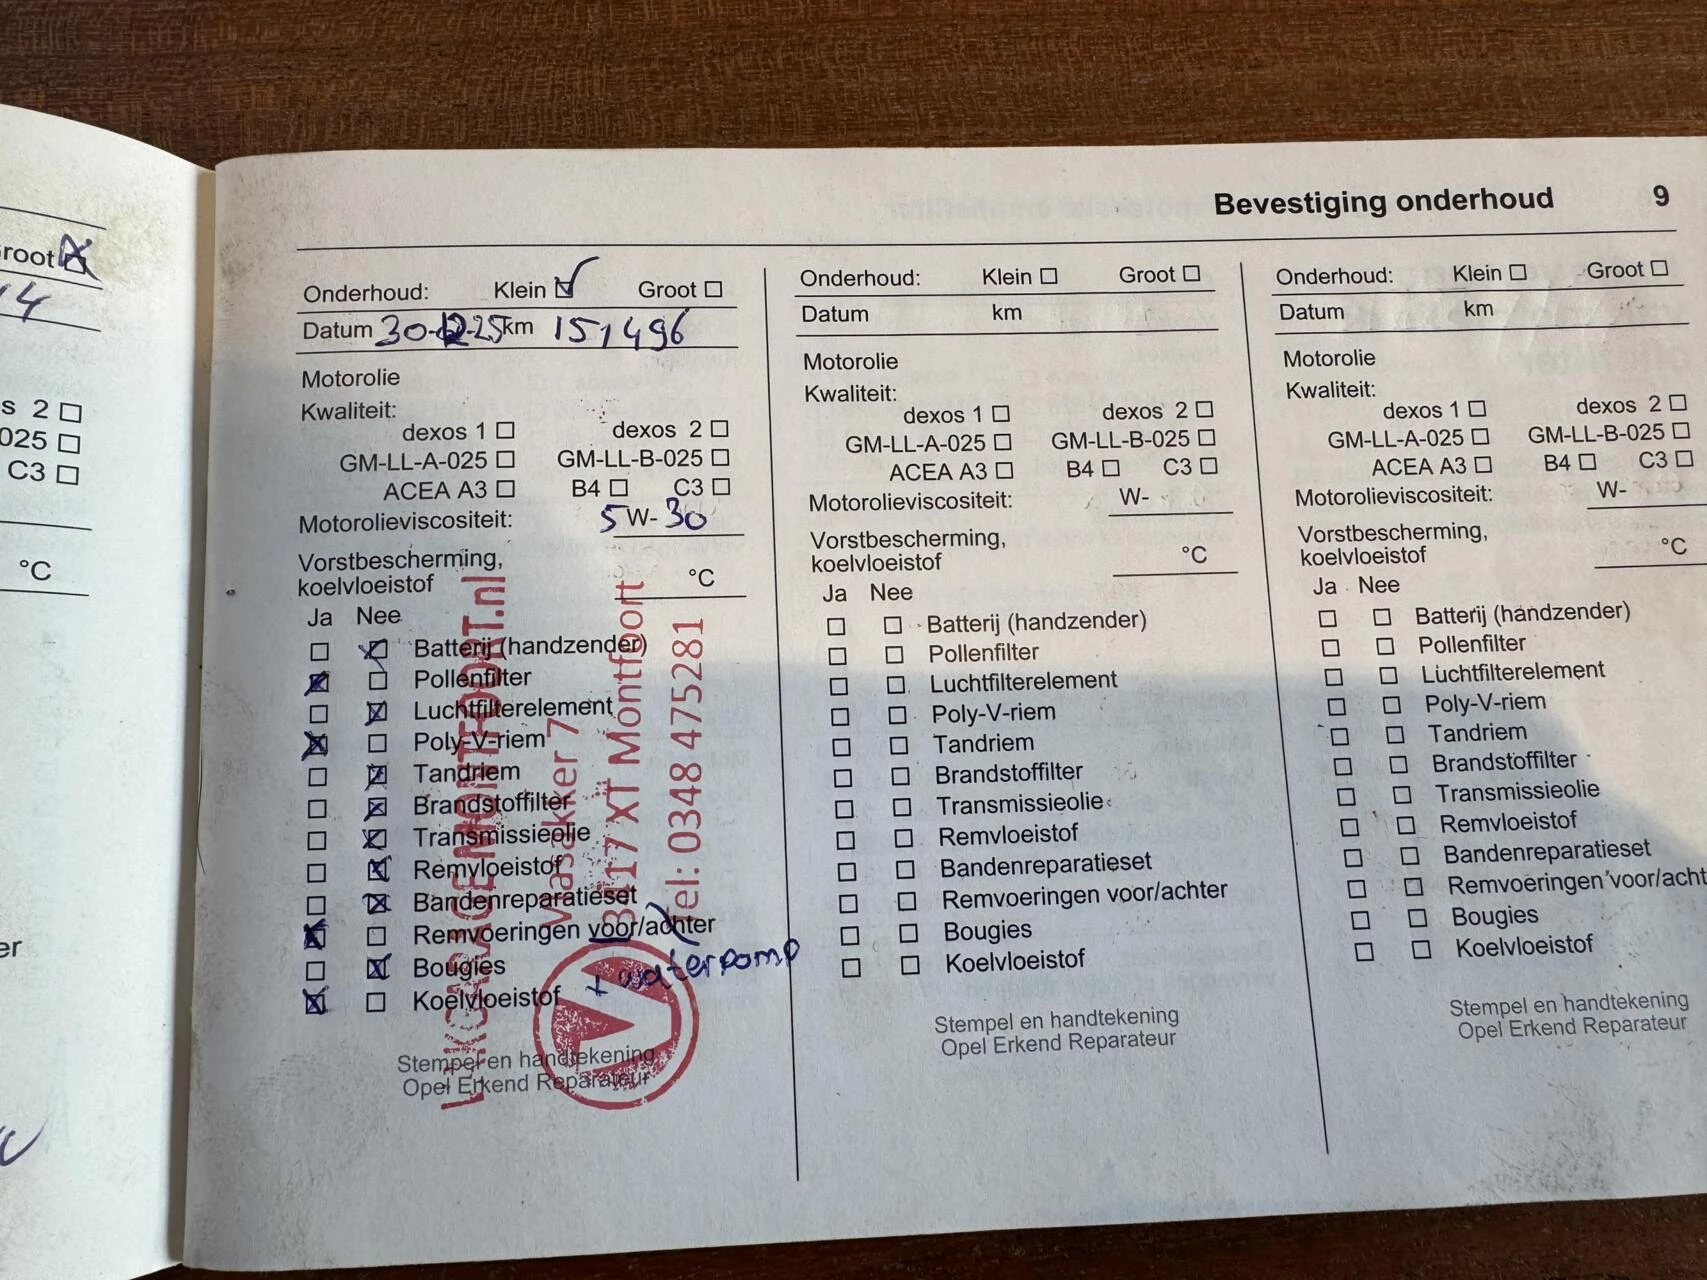 root
14
s 2
025
C3
°C
er
Bevestiging onderhoud 9
Onderhoud: Klein Groot
Datum 30-12-25 km 151496
Motorolie
Kwaliteit:
dexos 1 dexos 2
GM-LL-A-025 GM-LL-B-025
ACEA A3 B4 C3
Motorolieviscositeit: 5W-30
Vorstbescherming,
koelvloeistof °C
Ja Nee
Batterij (handzender)
Pollenfilter
Luchtfilterelement
Poly-V-riem
Tandriem
Brandstoffilter
Transmissieolie
Remvloeistof
Bandenreparatieset
Remvoeringen voor/achter
Bougies
Koelvloeistof + waterpomp
Stempel en handtekening
Opel Erkend Reparateur
VAKGARAGEMONTFOORT.nl
Vlasakker 7
3417 XT Montfoort
Tel: 0348 475281
Onderhoud: Klein Groot
Datum km
Motorolie
Kwaliteit:
dexos 1 dexos 2
GM-LL-A-025 GM-LL-B-025
ACEA A3 B4 C3
Motorolieviscositeit: W-
Vorstbescherming,
koelvloeistof °C
Ja Nee
Batterij (handzender)
Pollenfilter
Luchtfilterelement
Poly-V-riem
Tandriem
Brandstoffilter
Transmissieolie
Remvloeistof
Bandenreparatieset
Remvoeringen voor/achter
Bougies
Koelvloeistof
Stempel en handtekening
Opel Erkend Reparateur
Onderhoud: Klein Groot
Datum km
Motorolie
Kwaliteit:
dexos 1 dexos 2
GM-LL-A-025 GM-LL-B-025
ACEA A3 B4 C3
Motorolieviscositeit: W-
Vorstbescherming,
koelvloeistof °C
Ja Nee
Batterij (handzender)
Pollenfilter
Luchtfilterelement
Poly-V-riem
Tandriem
Brandstoffilter
Transmissieolie
Remvloeistof
Bandenreparatieset
Remvoeringen voor/acht
Bougies
Koelvloeistof
Stempel en handtekening
Opel Erkend Reparateur